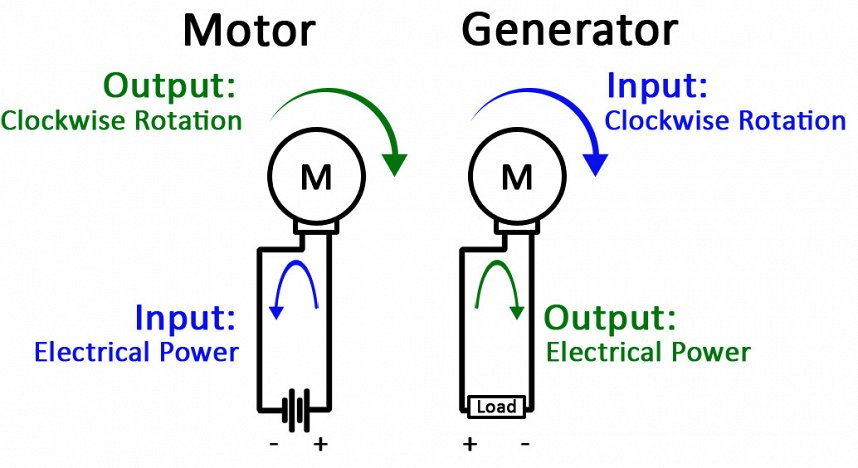 Motor
Output:
Clockwise Rotation
M
Input:
Electrical Power
- +
Generator
Input:
Clockwise Rotation
M
Output:
Electrical Power
Load
+ -